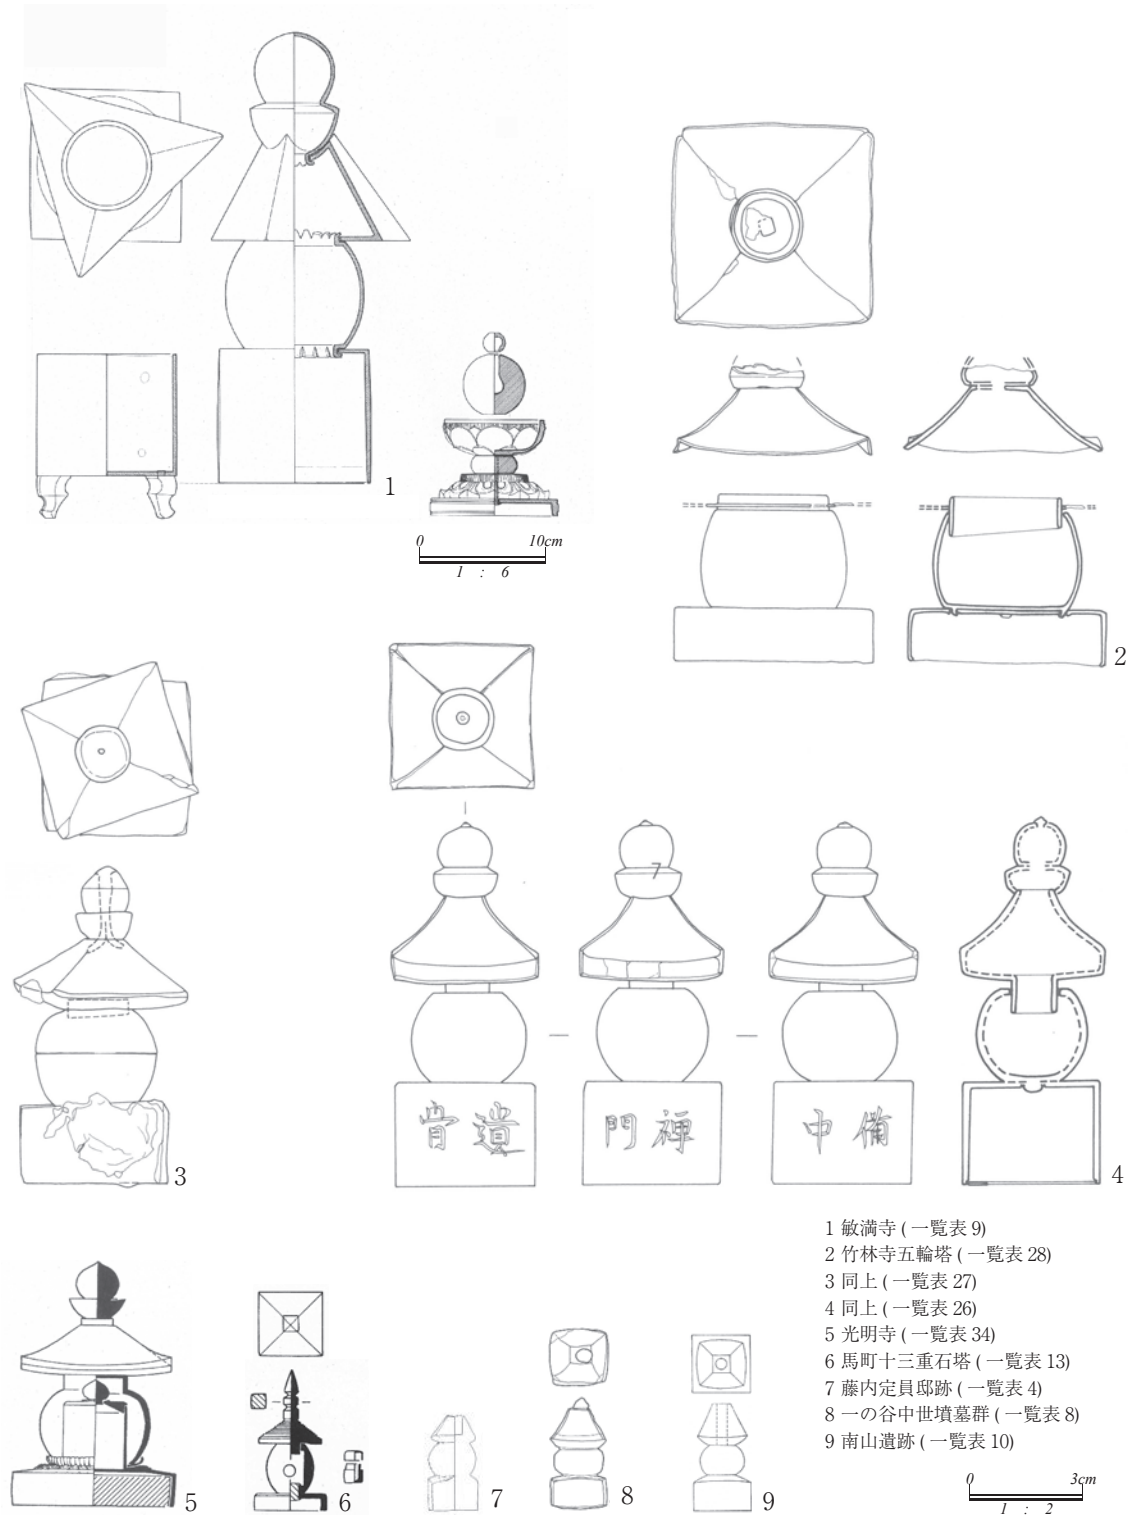 1
0 10cm
1 : 6
2
3
骨遺
門禅
中備
4
1 敏満寺 ( 一覧表 9)
2 竹林寺五輪塔 ( 一覧表 28)
3 同上 ( 一覧表 27)
4 同上 ( 一覧表 26)
5 光明寺 ( 一覧表 34)
6 馬町十三重石塔 ( 一覧表 13)
7 藤内定員邸跡 ( 一覧表 4)
8 一の谷中世墳墓群 ( 一覧表 8)
9 南山遺跡 ( 一覧表 10)
5
6
7
8
9
0 3cm
1 : 2